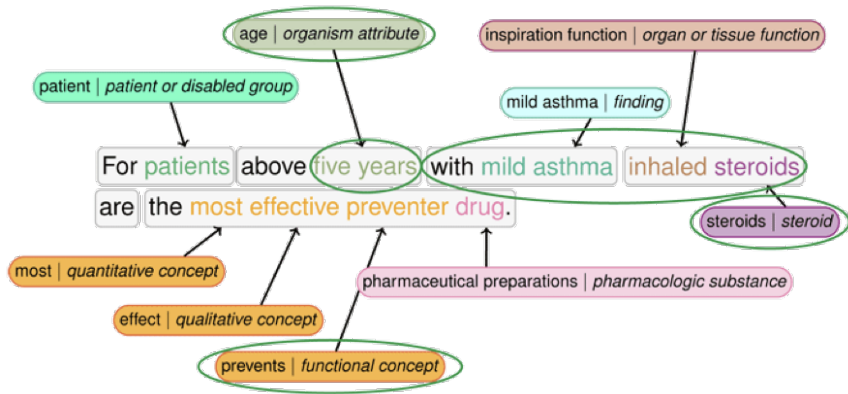 age | organism attribute
inspiration function | organ or tissue function
patient | patient or disabled group
mild asthma | finding
For patients above five years with mild asthma inhaled steroids
are the most effective preventer drug.
steroids | steroid
most | quantitative concept
pharmaceutical preparations | pharmacologic substance
effect | qualitative concept
prevents | functional concept